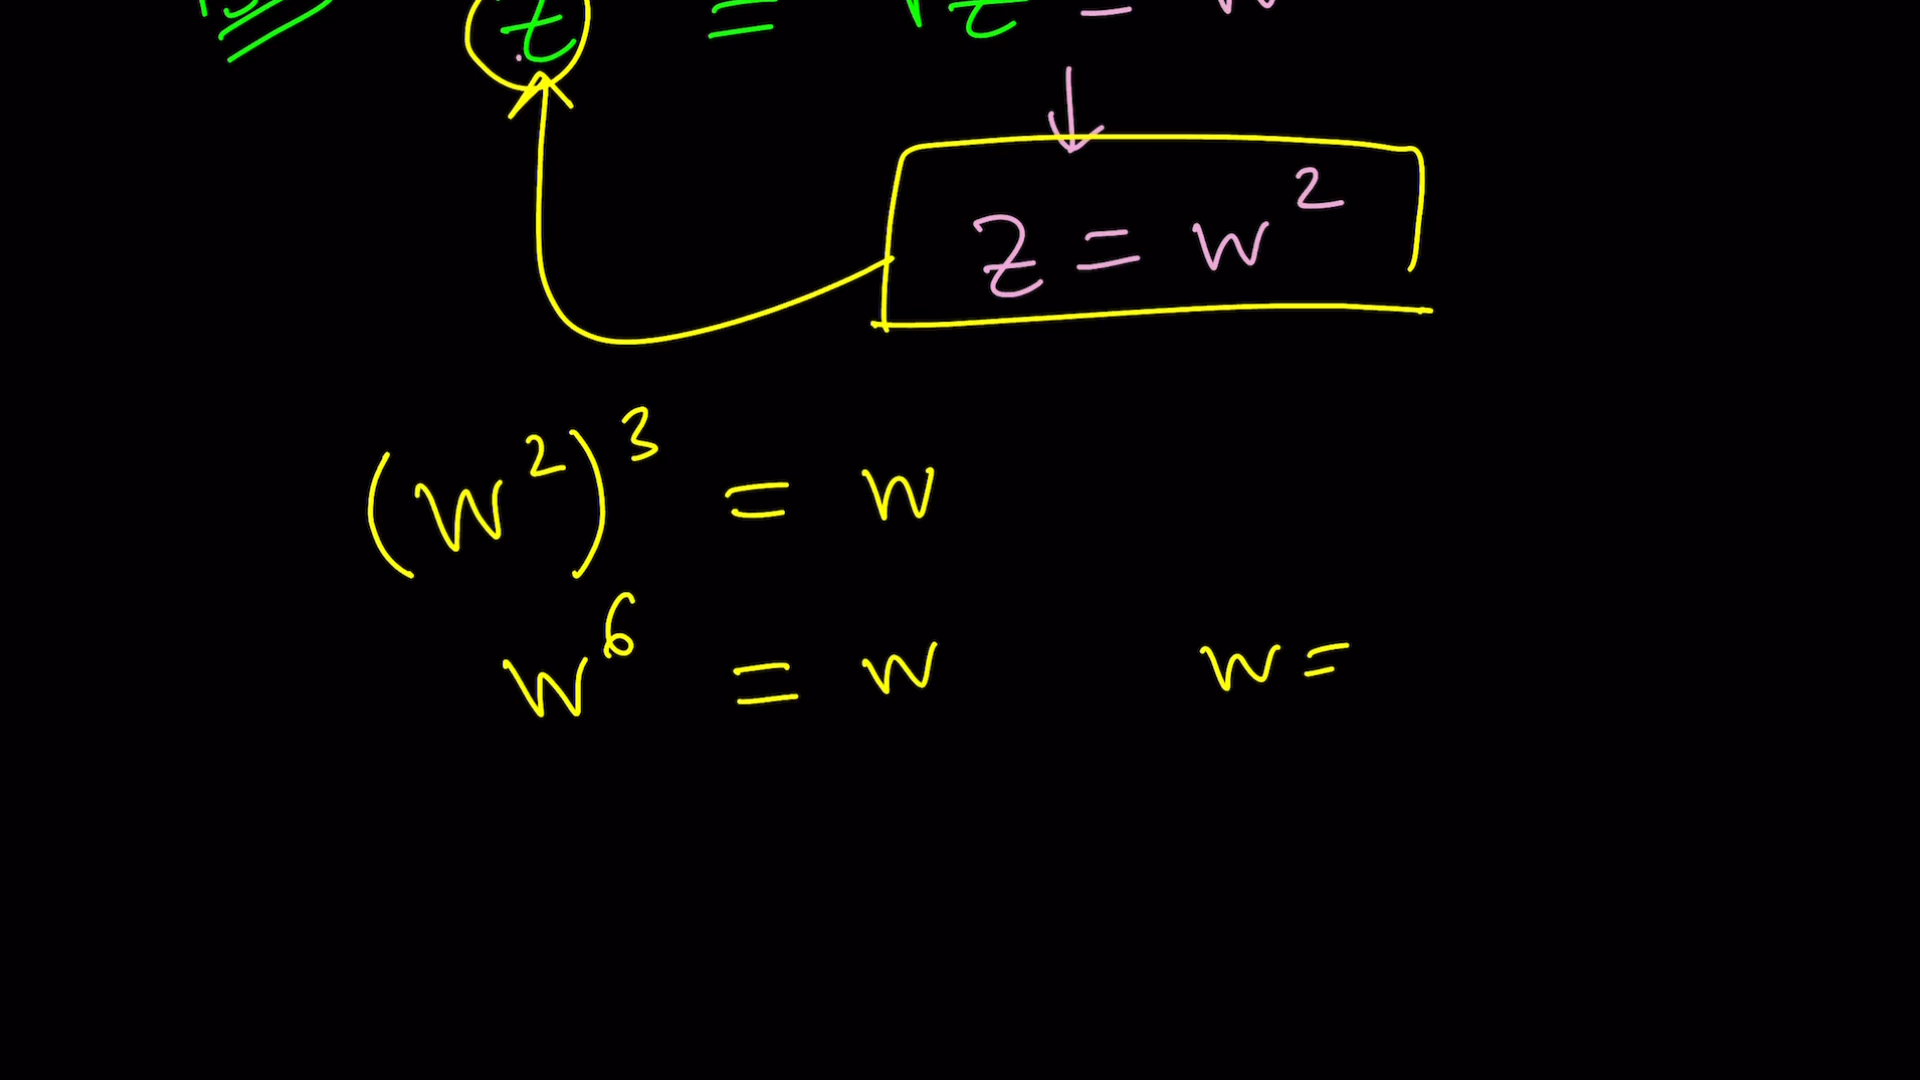 z = √z = w
z = w²
(w²)³ = w
w⁶ = w w =